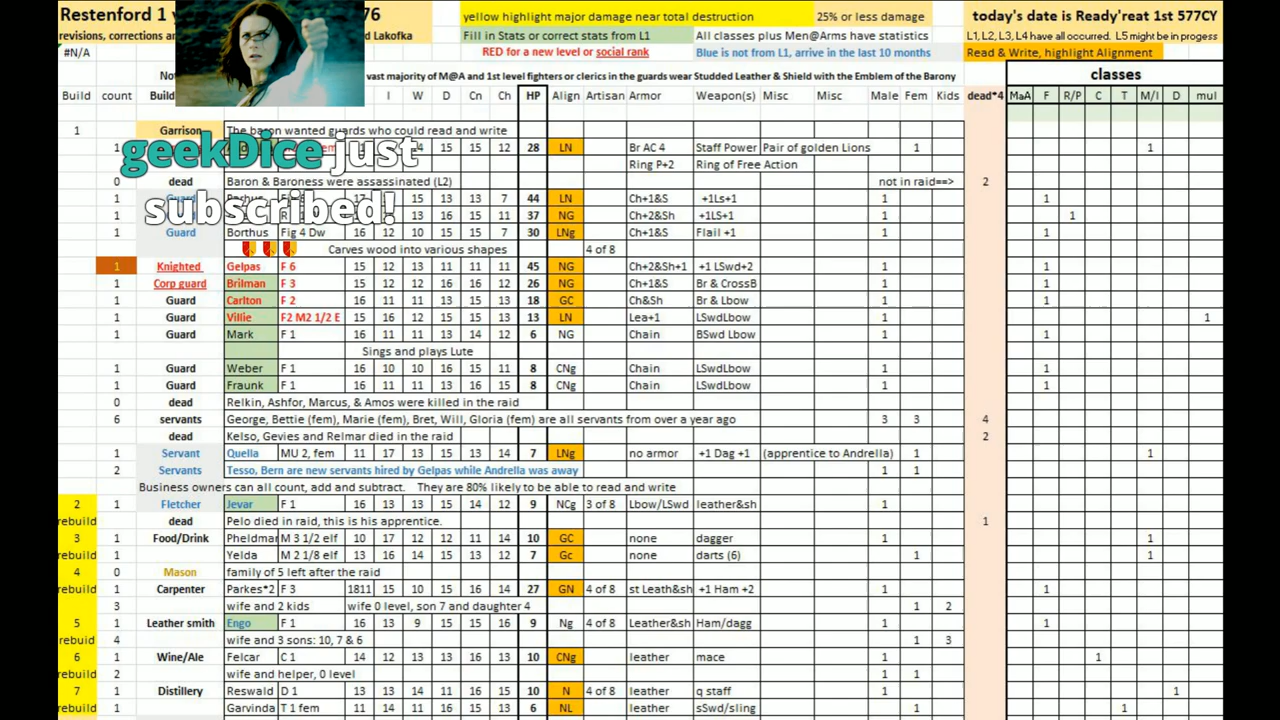 Restenford 1 y 76 yellow highlight major damage near total destruction 25% or less damage today's date is Ready'reat 1st 577CY
revisions, corrections ar d Lakofka Fill in Stats or correct stats from L1 All classes plus Men@Arms have statistics L1, L2, L3, L4 have all occurred. L5 might be in progess
#N/A RED for a new level or social rank Blue is not from L1, arrive in the last 10 months Read & Write, highlight Alignment
vast majority of M@A and 1st level fighters or clerics in the guards wear Studded Leather & Shield with the Emblem of the Barony classes
Build count I W D Cn Ch HP Align Artisan Armor Weapon(s) Misc Misc Male Fem Kids dead*4 MaA F R/P C T M/I D mul
1 Garrison The baron wanted guards who could read and write
geekDice just
subscribed!
1 15 15 12 28 LN Br AC 4 Staff Power Pair of golden Lions 1 1
Ring P+2 Ring of Free Action
0 dead Baron & Baroness were assassinated (L2) not in raid==> 2
1 Guard 15 13 13 7 44 LN Ch+1&S +1Ls+1 1 1
1 13 16 15 11 37 NG Ch+2&Sh +1LS+1 1 1
1 Guard Borthus Fig 4 Dw 16 12 10 15 15 7 30 LNg Ch+1&S Flail +1 1 1
Carves wood into various shapes 4 of 8
1 Knighted Gelpas F 6 15 12 13 11 11 11 45 NG Ch+2&Sh+1 +1 LSwd+2 1 1
1 Corp guard Brilman F 3 15 12 12 16 13 11 26 NG Ch+1&S Br & CrossB 1 1
1 Guard Carlton F 2 16 11 11 13 15 12 18 GC Ch&Sh Br & Lbow 1 1
1 Guard Villie F2 M2 1/2 E 15 16 12 15 13 11 13 LN Lea+1 LSwdLbow 1 1
1 Guard Mark F 1 16 11 11 13 14 12 6 NG Chain BSwd Lbow 1 1
Sings and plays Lute
1 Guard Weber F 1 16 10 10 16 15 11 8 CNg Chain LSwdLbow 1 1
1 Guard Fraunk F 1 16 11 11 13 16 15 8 CNg Chain LSwdLbow 1 1
0 dead Relkin, Ashfor, Marcus, & Amos were killed in the raid
6 servants George, Bettie (fem), Marie (fem), Bret, Will, Gloria (fem) are all servants from over a year ago 3 3 4
dead Kelso, Gevies and Relmar died in the raid 2
1 Servant Quella MU 2, fem 11 17 13 15 13 14 7 LNg no armor +1 Dag +1 (apprentice to Andrella) 1 1
2 Servants Tesso, Bern are new servants hired by Gelpas while Andrella was away 1 1
Business owners can all count, add and subtract. They are 80% likely to be able to read and write
2 1 Fletcher Jevar F 1 16 13 13 15 14 12 9 NCg 3 of 8 Lbow/LSwd leather&sh 1
rebuild dead Pelo died in raid, this is his apprentice. 1
3 1 Food/Drink Pheldmar M 3 1/2 elf 10 17 12 12 11 14 10 GC none dagger 1 1
rebuild 1 Yelda M 2 1/8 elf 13 16 14 15 13 12 7 Gc none darts (6) 1 1
4 0 Mason family of 5 left after the raid
rebuild 1 Carpenter Parkes*2 F 3 1811 15 10 15 16 14 27 GN 4 of 8 st Leath&sh +1 Ham +2 1 1
3 wife and 2 kids wife 0 level, son 7 and daughter 4 1 2
5 1 Leather smith Engo F 1 16 13 9 15 15 16 9 Ng 4 of 8 Leather&sh Ham/dagg 1 1
rebuid 4 wife and 3 sons: 10, 7 & 6 1 3
6 1 Wine/Ale Felcar C 1 14 12 13 16 12 13 10 CNg leather mace 1 1
rebuild 2 wife and helper, 0 level 1 1
7 1 Distillery Reswald D 1 13 13 14 11 16 15 10 N 4 of 8 leather q staff 1 1
rebuild 1 Garvinda T 1 fem 11 14 11 16 14 13 6 NL leather sSwd/sling 1 1